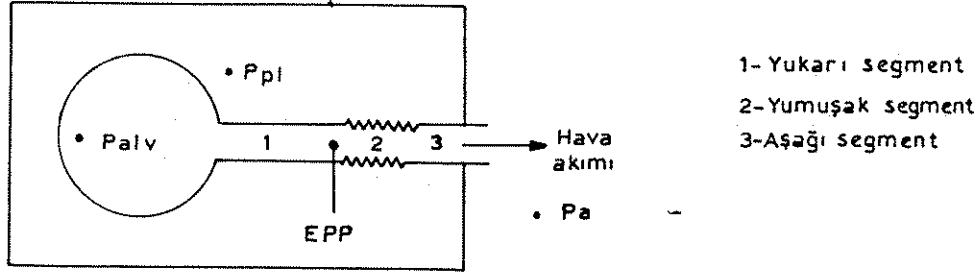 Ppl
Palv
1 2 3
EPP
Hava
akımı
Pa
1- Yukarı segment
2- Yumuşak segment
3- Aşağı segment